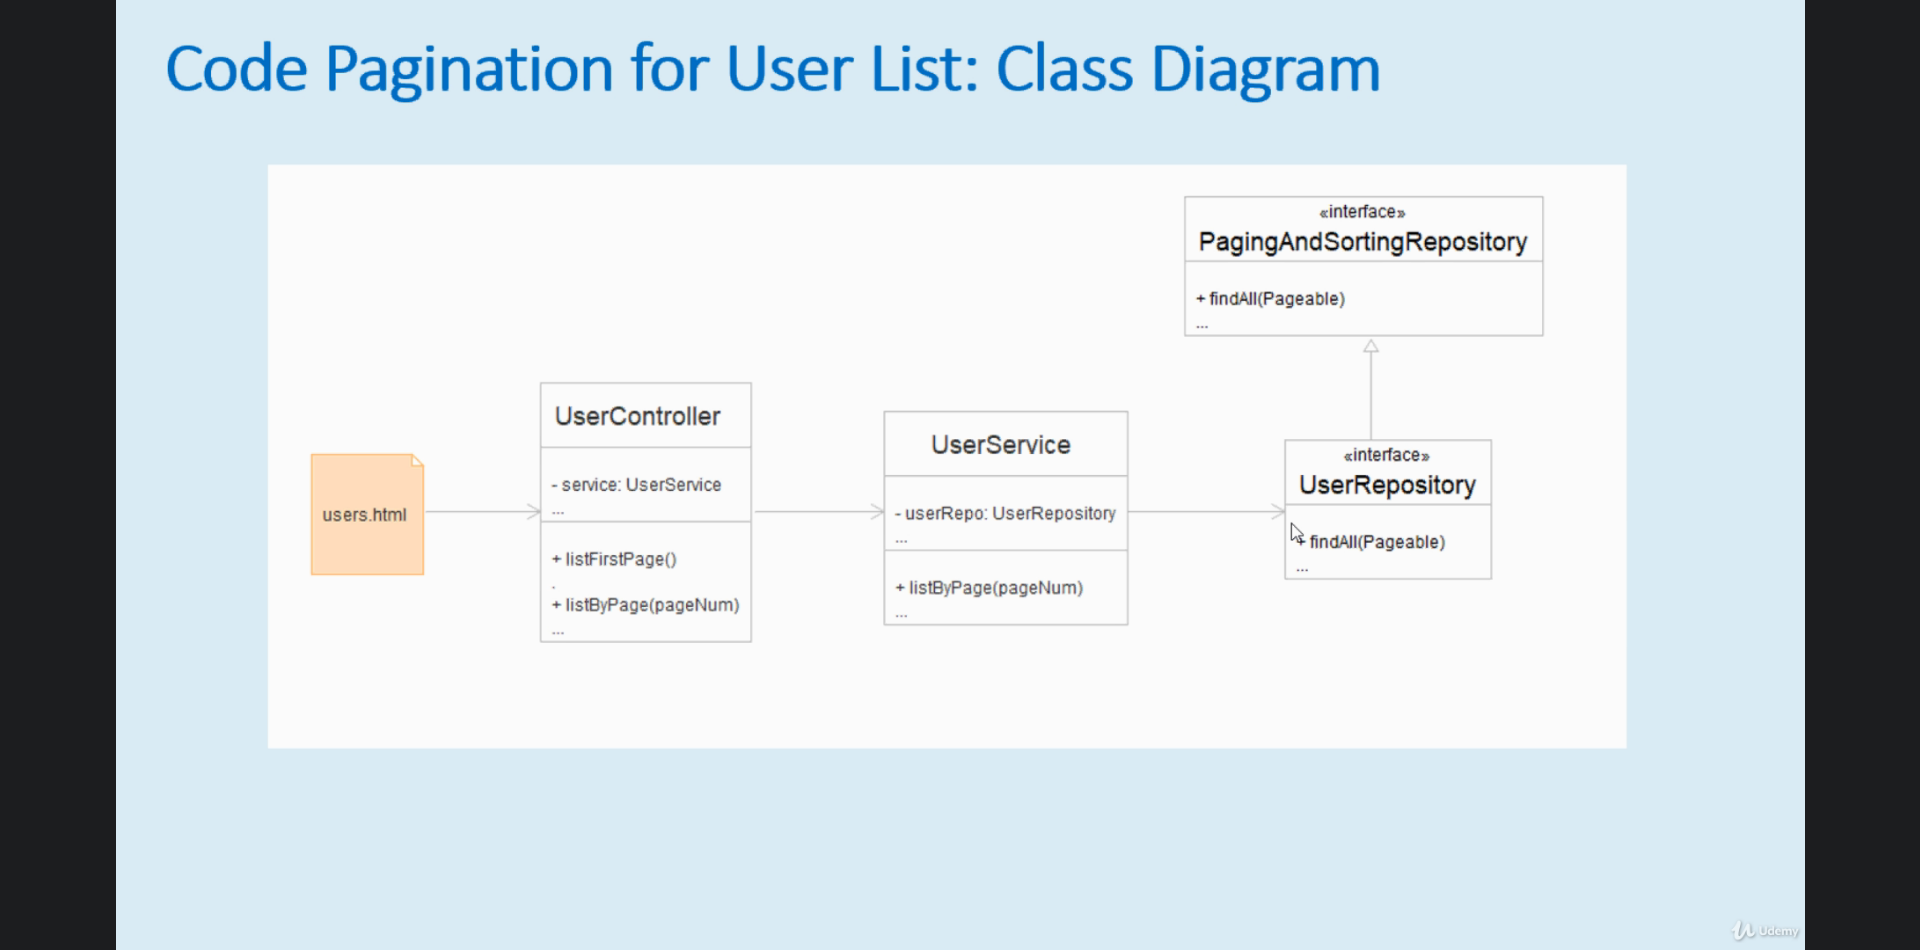 Code Pagination for User List: Class Diagram
«interface»
PagingAndSortingRepository
+ findAll(Pageable)
...
users.html
UserController
- service: UserService
...
+ listFirstPage()
.
+ listByPage(pageNum)
...
UserService
- userRepo: UserRepository
...
+ listByPage(pageNum)
...
«interface»
UserRepository
+ findAll(Pageable)
...
Udemy